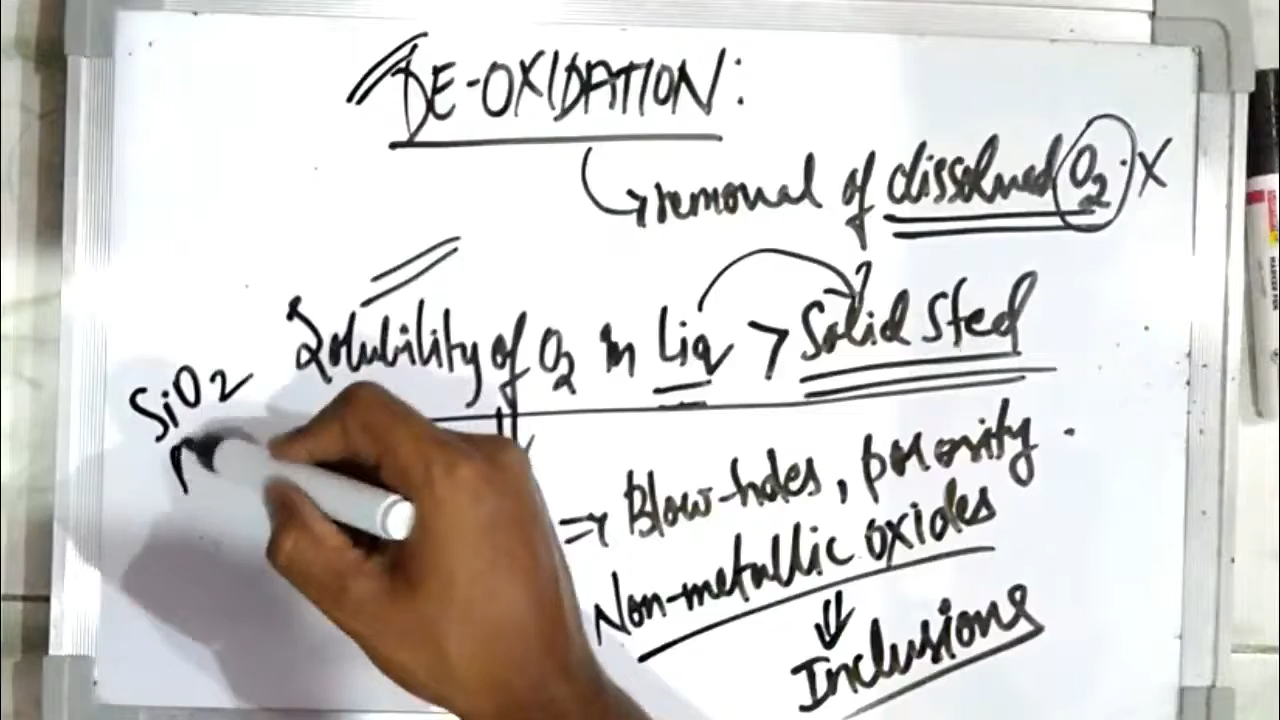 DE-OXIDATION:
removal of dissolved O2. X
Solubility of O2 in Liq > Solid Steel
SiO2
=> Blow-holes, porosity.
Non-metallic oxides
⇓
Inclusions